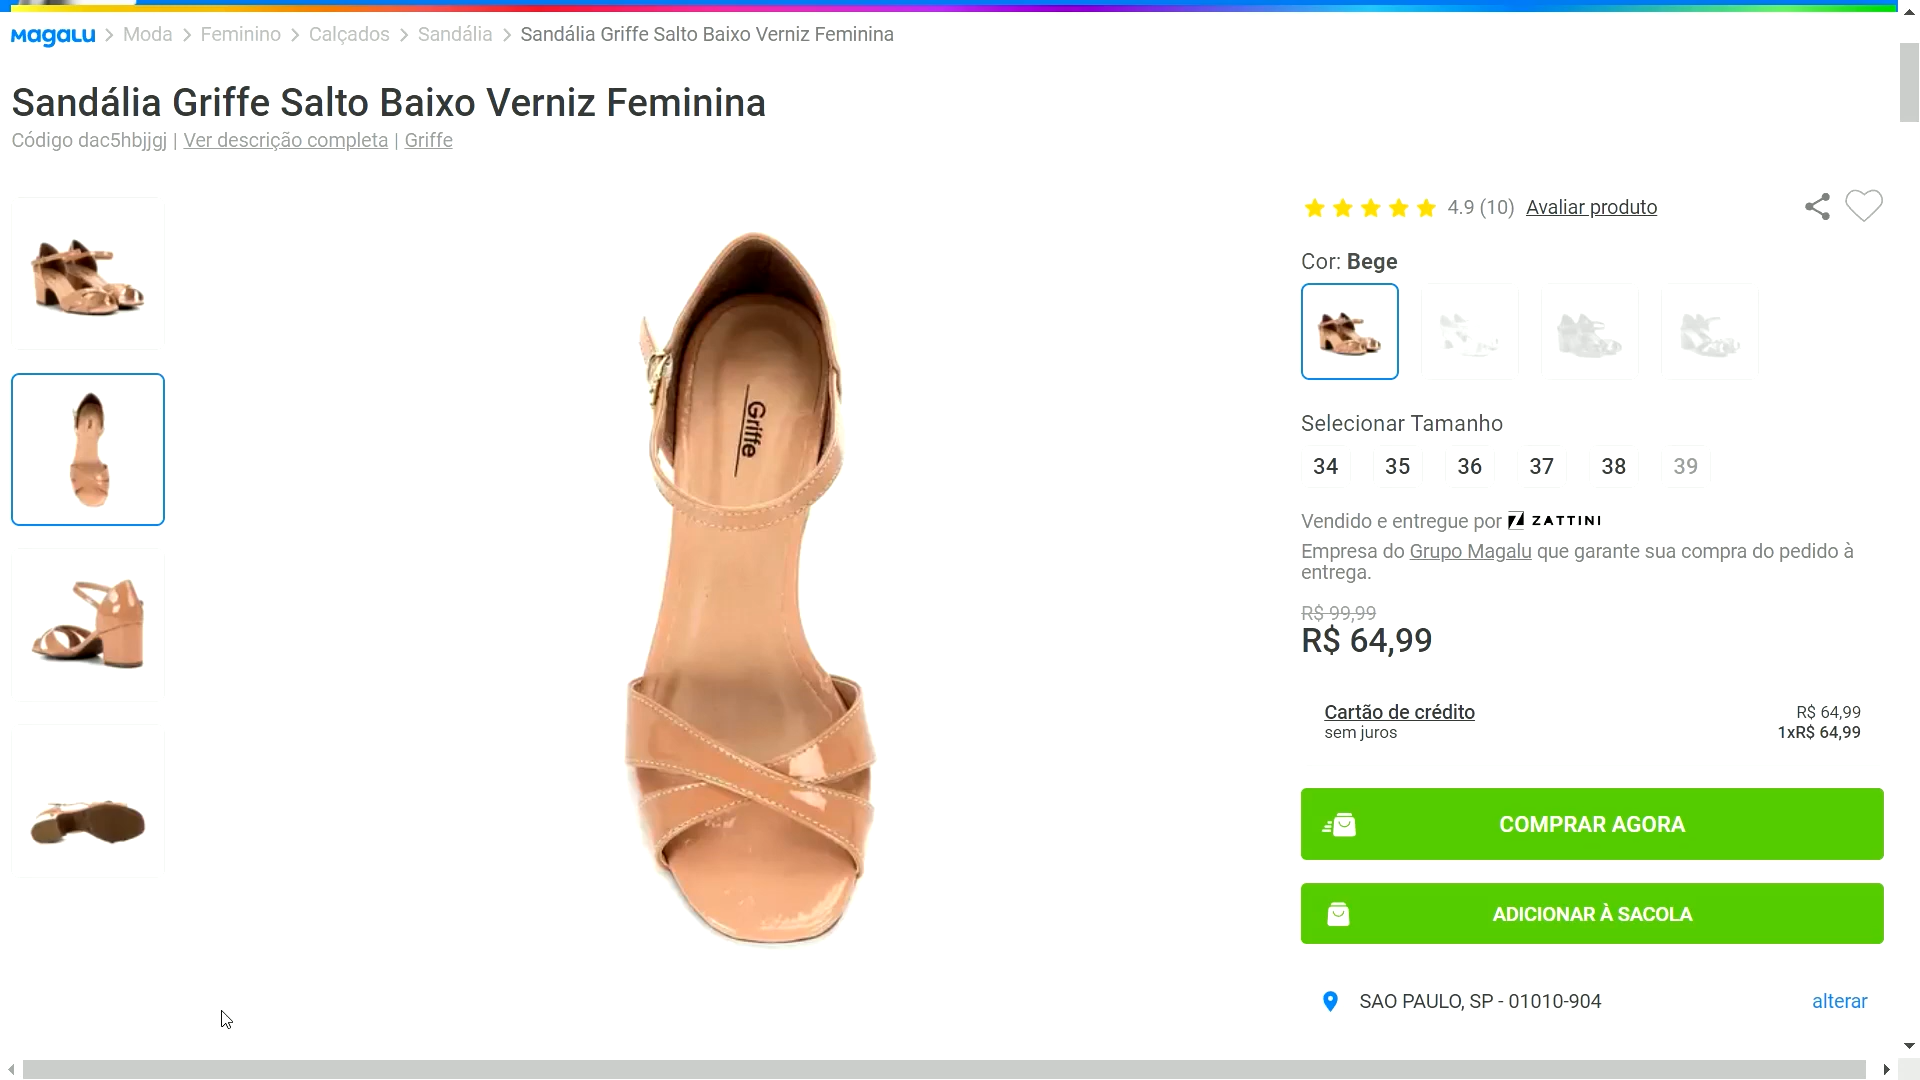 Magalu > Moda > Feminino > Calçados > Sandália > Sandália Griffe Salto Baixo Verniz Feminina
Sandália Griffe Salto Baixo Verniz Feminina
Código dac5hbjjgj | Ver descrição completa | Griffe
4.9 (10) Avaliar produto
Cor: Bege
Griffe
Selecionar Tamanho
34 35 36 37 38 39
Vendido e entregue por ZATTINI
Empresa do Grupo Magalu que garante sua compra do pedido à
entrega.
R$ 99,99
R$ 64,99
Cartão de crédito R$ 64,99
sem juros 1xR$ 64,99
COMPRAR AGORA
ADICIONAR À SACOLA
SAO PAULO, SP - 01010-904 alterar